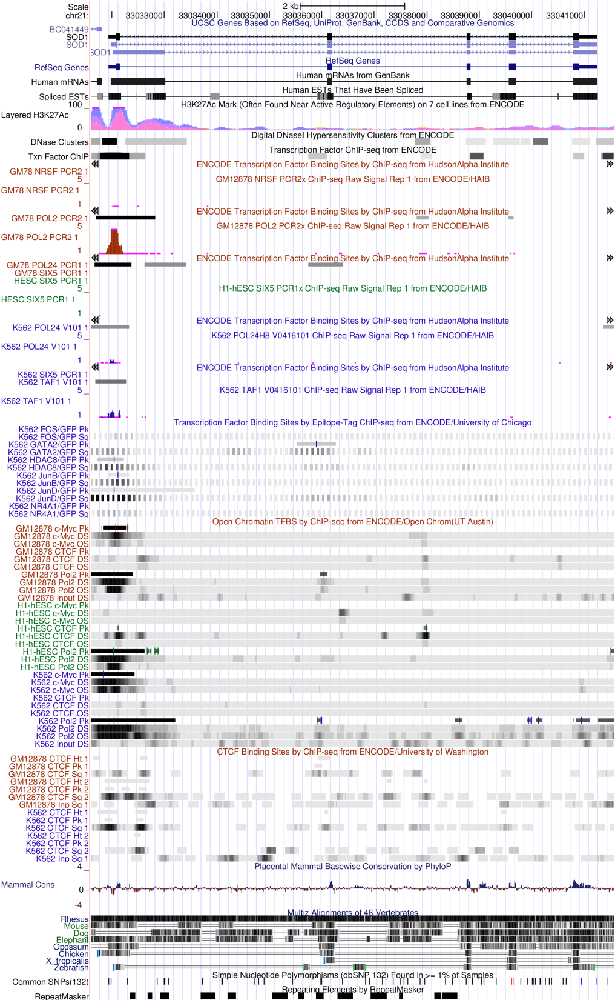 Scale 2 kb
chr21: 33033000 33034000 33035000 33036000 33037000 33038000 33039000 33040000 33041000
UCSC Genes Based on RefSeq, UniProt, GenBank, CCDS and Comparative Genomics
BC041449
SOD1
SOD1
SOD1
RefSeq Genes
RefSeq Genes
Human mRNAs from GenBank
Human mRNAs
Human ESTs That Have Been Spliced
Spliced ESTs
H3K27Ac Mark (Often Found Near Active Regulatory Elements) on 7 cell lines from ENCODE
100
Layered H3K27Ac
0
Digital DNaseI Hypersensitivity Clusters from ENCODE
DNase Clusters
Transcription Factor ChIP-seq from ENCODE
Txn Factor ChIP
ENCODE Transcription Factor Binding Sites by ChIP-seq from HudsonAlpha Institute
GM78 NRSF PCR2 1
GM12878 NRSF PCR2x ChIP-seq Raw Signal Rep 1 from ENCODE/HAIB
5
GM78 NRSF PCR2 1
1
ENCODE Transcription Factor Binding Sites by ChIP-seq from HudsonAlpha Institute
GM78 POL2 PCR2 1
GM12878 POL2 PCR2x ChIP-seq Raw Signal Rep 1 from ENCODE/HAIB
5
GM78 POL2 PCR2 1
1
ENCODE Transcription Factor Binding Sites by ChIP-seq from HudsonAlpha Institute
GM78 POL24 PCR1 1
GM78 SIX5 PCR1 1
HESC SIX5 PCR1 1
H1-hESC SIX5 PCR1x ChIP-seq Raw Signal Rep 1 from ENCODE/HAIB
5
HESC SIX5 PCR1 1
1
ENCODE Transcription Factor Binding Sites by ChIP-seq from HudsonAlpha Institute
K562 POL24 V101 1
K562 POL24H8 V0416101 ChIP-seq Raw Signal Rep 1 from ENCODE/HAIB
5
K562 POL24 V101 1
1
ENCODE Transcription Factor Binding Sites by ChIP-seq from HudsonAlpha Institute
K562 SIX5 PCR1 1
K562 TAF1 V101 1
K562 TAF1 V0416101 ChIP-seq Raw Signal Rep 1 from ENCODE/HAIB
5
K562 TAF1 V101 1
1
Transcription Factor Binding Sites by Epitope-Tag ChIP-seq from ENCODE/University of Chicago
K562 FOS/GFP Pk
K562 FOS/GFP Sg
K562 GATA2/GFP Pk
K562 GATA2/GFP Sg
K562 HDAC8/GFP Pk
K562 HDAC8/GFP Sg
K562 JunB/GFP Pk
K562 JunB/GFP Sg
K562 JunD/GFP Pk
K562 JunD/GFP Sg
K562 NR4A1/GFP Pk
K562 NR4A1/GFP Sg
Open Chromatin TFBS by ChIP-seq from ENCODE/Open Chrom(UT Austin)
GM12878 c-Myc Pk
GM12878 c-Myc DS
GM12878 c-Myc OS
GM12878 CTCF Pk
GM12878 CTCF DS
GM12878 CTCF OS
GM12878 Pol2 Pk
GM12878 Pol2 DS
GM12878 Pol2 OS
GM12878 Input DS
H1-hESC c-Myc Pk
H1-hESC c-Myc DS
H1-hESC c-Myc OS
H1-hESC CTCF Pk
H1-hESC CTCF DS
H1-hESC CTCF OS
H1-hESC Pol2 Pk
H1-hESC Pol2 DS
H1-hESC Pol2 OS
K562 c-Myc Pk
K562 c-Myc DS
K562 c-Myc OS
K562 CTCF Pk
K562 CTCF DS
K562 CTCF OS
K562 Pol2 Pk
K562 Pol2 DS
K562 Pol2 OS
K562 Input DS
CTCF Binding Sites by ChIP-seq from ENCODE/University of Washington
GM12878 CTCF Ht 1
GM12878 CTCF Pk 1
GM12878 CTCF Sg 1
GM12878 CTCF Ht 2
GM12878 CTCF Pk 2
GM12878 CTCF Sg 2
GM12878 Inp Sg 1
K562 CTCF Ht 1
K562 CTCF Pk 1
K562 CTCF Sg 1
K562 CTCF Ht 2
K562 CTCF Pk 2
K562 CTCF Sg 2
K562 Inp Sg 1
Placental Mammal Basewise Conservation by PhyloP
4
Mammal Cons
0
-4
Multiz Alignments of 46 Vertebrates
Rhesus
Mouse
Dog
Elephant
Opossum
Chicken
X_tropicalis
Zebrafish
Simple Nucleotide Polymorphisms (dbSNP 132) Found in >= 1% of Samples
Common SNPs(132)
Repeating Elements by RepeatMasker
RepeatMasker